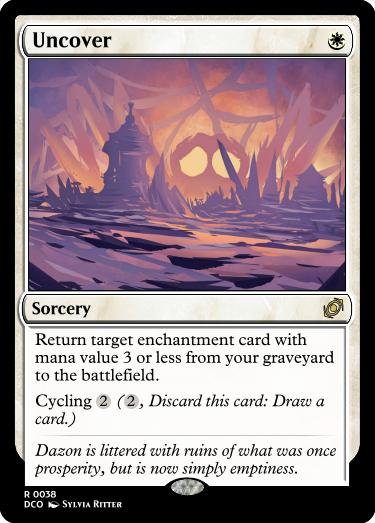 Uncover
Sorcery
Return target enchantment card with
mana value 3 or less from your graveyard
to the battlefield.
Cycling 2 (2, Discard this card: Draw a
card.)
Dazon is littered with ruins of what was once
prosperity, but is now simply emptiness.
R 0038
DCO Sylvia Ritter